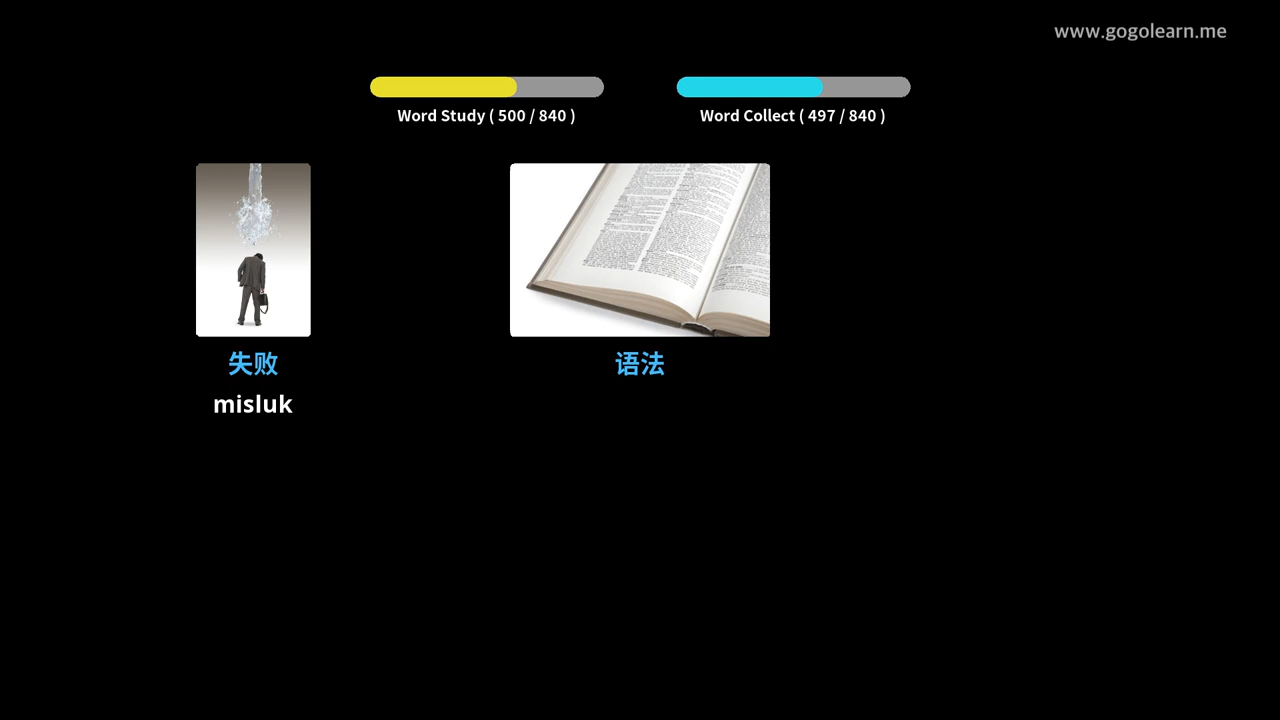 www.gogolearn.me
Word Study ( 500 / 840 )
Word Collect ( 497 / 840 )
失败
misluk
语法